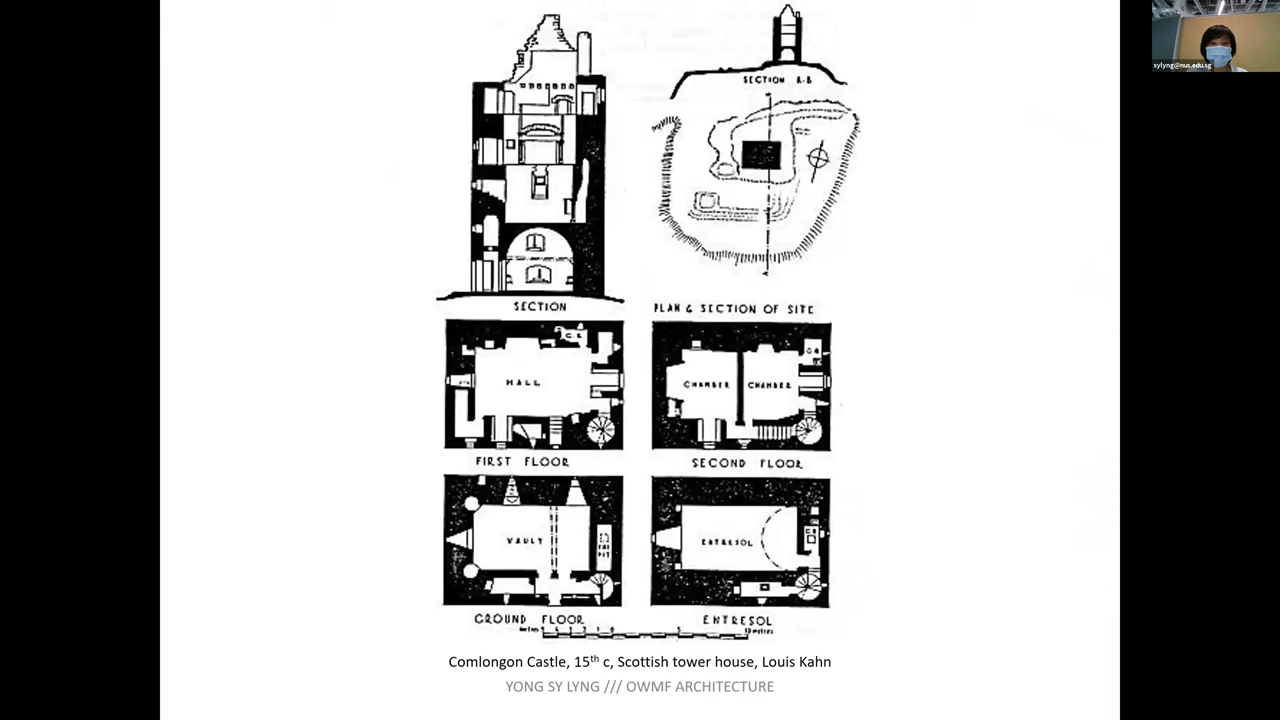 sylyng@nus.edu.sg
SECTION A-B
SECTION
PLAN & SECTION OF SITE
HALL
CHAMBER
CHAMBER
FIRST FLOOR
SECOND FLOOR
VAULT
ENTRESOL
GROUND FLOOR
ENTRESOL
Comlongon Castle, 15th c, Scottish tower house, Louis Kahn
YONG SY LYNG /// OWMF ARCHITECTURE